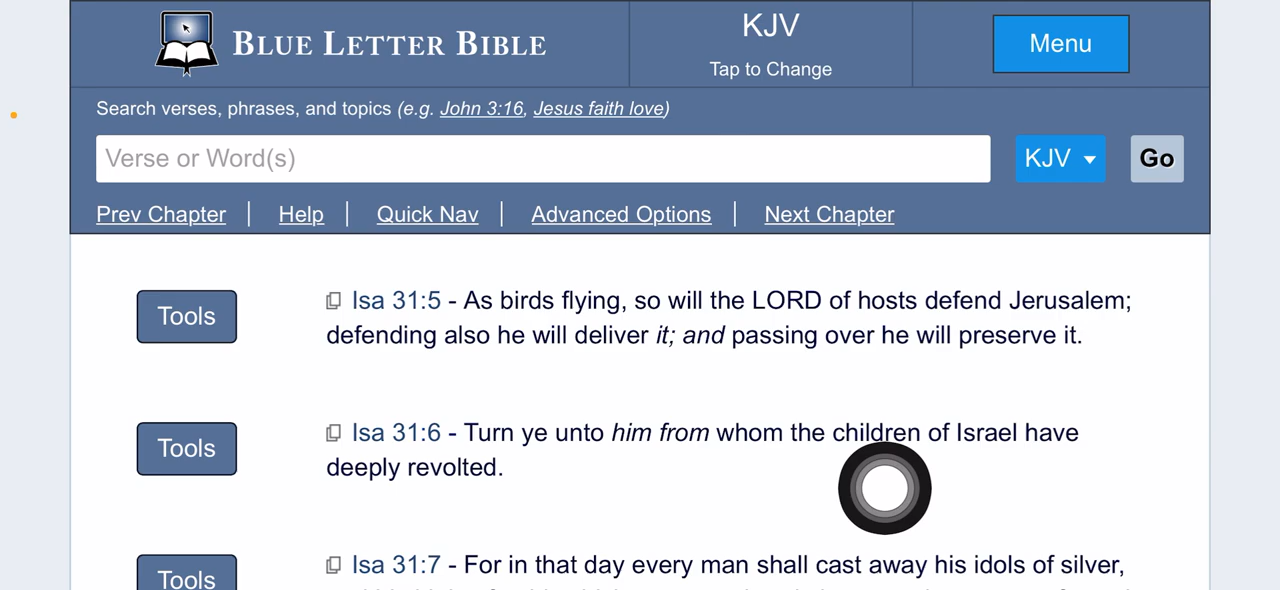 BLUE LETTER BIBLE
KJV
Tap to Change
Menu
Search verses, phrases, and topics (e.g. John 3:16, Jesus faith love)
Verse or Word(s)
KJV
Go
Prev Chapter | Help | Quick Nav | Advanced Options | Next Chapter
Tools
Isa 31:5 - As birds flying, so will the LORD of hosts defend Jerusalem;
defending also he will deliver it; and passing over he will preserve it.
Tools
Isa 31:6 - Turn ye unto him from whom the children of Israel have
deeply revolted.
Tools
Isa 31:7 - For in that day every man shall cast away his idols of silver,